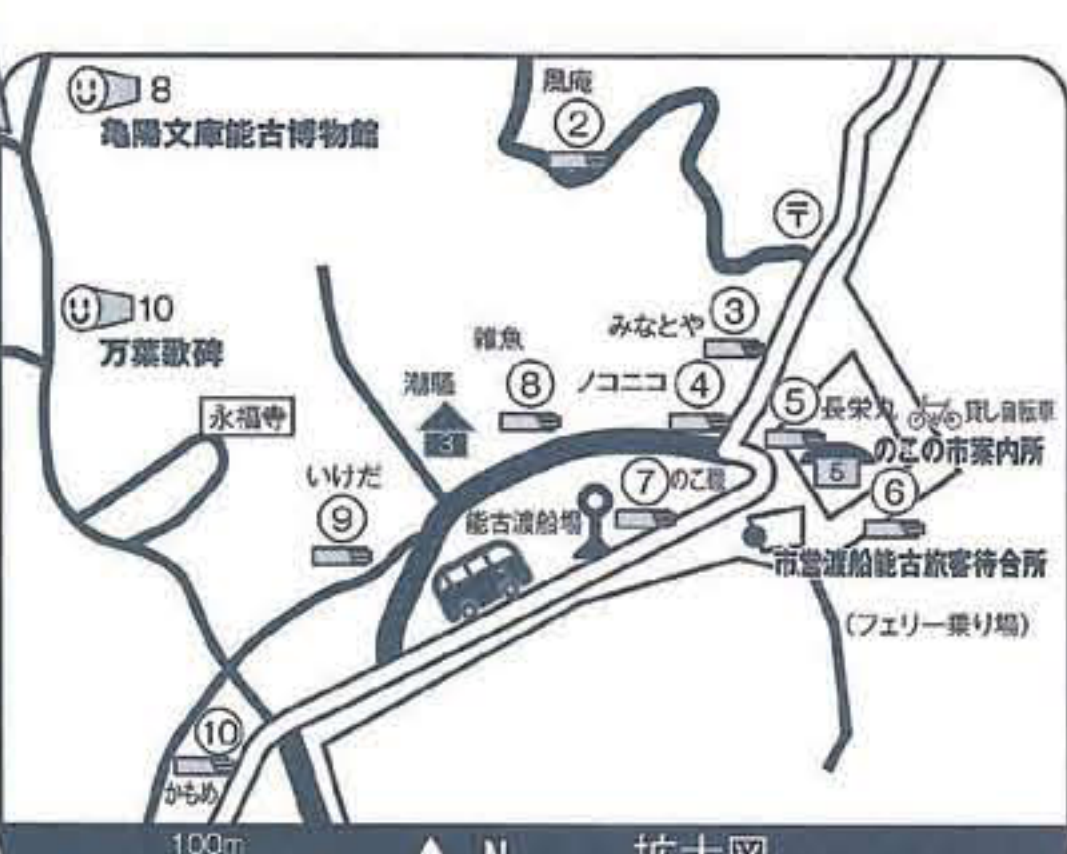 8
亀陽文庫能古博物館
風庵
②
〒
10
万葉歌碑
みなとや
③
雑魚
⑧
ノコニコ
④
潮騒
3
⑤
長栄丸
貸し自転車
のこの市案内所
5
⑥
永福寺
いけだ
⑨
⑦
能古渡船場
市営渡船能古旅客待合所
(フェリー乗り場)
⑩
かもめ
100m
N
拡大図